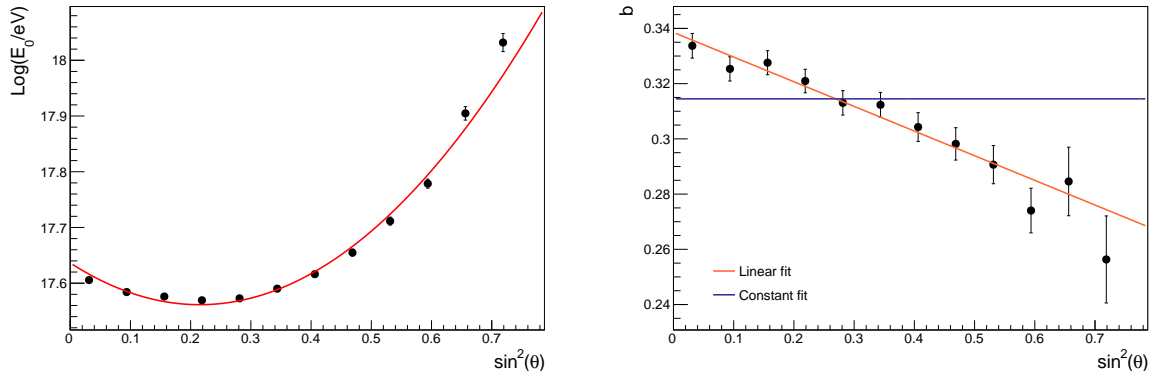 Log(E_0/eV)
18
17.9
17.8
17.7
17.6
0 0.1 0.2 0.3 0.4 0.5 0.6 0.7
sin²(θ)
b
0.34
0.32
0.3
0.28
0.26
0.24
Linear fit
Constant fit
0 0.1 0.2 0.3 0.4 0.5 0.6 0.7
sin²(θ)